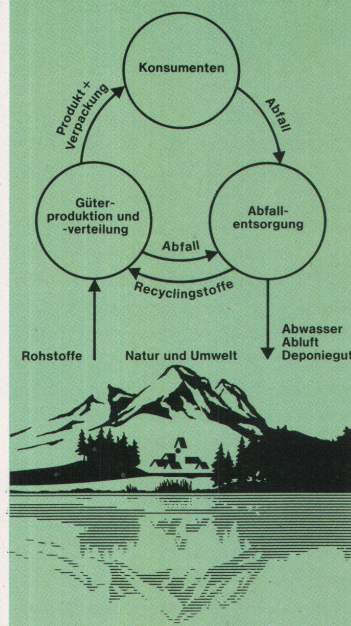 Konsumenten
Produkt +
Verpackung
Abfall
Güter-
produktion und
-verteilung
Abfall-
entsorgung
Abfall
Recyclingstoffe
Abwasser
Abluft
Deponiegut
Rohstoffe
Natur und Umwelt